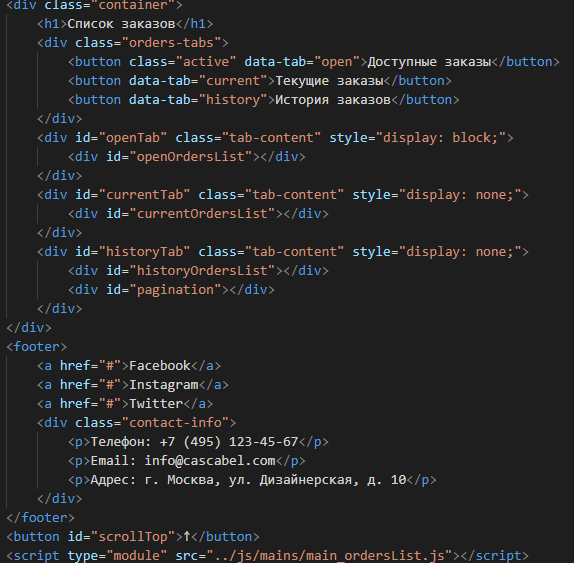 <div class="container">
<h1>Список заказов</h1>
<div class="orders-tabs">
<button class="active" data-tab="open">Доступные заказы</button>
<button data-tab="current">Текущие заказы</button>
<button data-tab="history">История заказов</button>
</div>
<div id="openTab" class="tab-content" style="display: block;">
<div id="openOrdersList"></div>
</div>
<div id="currentTab" class="tab-content" style="display: none;">
<div id="currentOrdersList"></div>
</div>
<div id="historyTab" class="tab-content" style="display: none;">
<div id="historyOrdersList"></div>
<div id="pagination"></div>
</div>
</div>
<footer>
<a href="#">Facebook</a>
<a href="#">Instagram</a>
<a href="#">Twitter</a>
<div class="contact-info">
<p>Телефон: +7 (495) 123-45-67</p>
<p>Email: info@cascabel.com</p>
<p>Адрес: г. Москва, ул. Дизайнерская, д. 10</p>
</div>
</footer>
<button id="scrollTop">↑</button>
<script type="module" src="../js/mains/main_ordersList.js"></script>